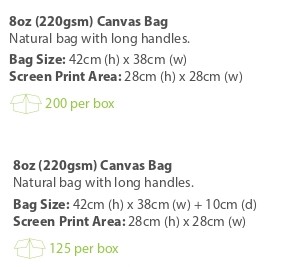 8oz (220gsm) Canvas Bag
Natural bag with long handles.
Bag Size: 42cm (h) x 38cm (w)
Screen Print Area: 28cm (h) x 28cm (w)
200 per box
8oz (220gsm) Canvas Bag
Natural bag with long handles.
Bag Size: 42cm (h) x 38cm (w) + 10cm (d)
Screen Print Area: 28cm (h) x 28cm (w)
125 per box